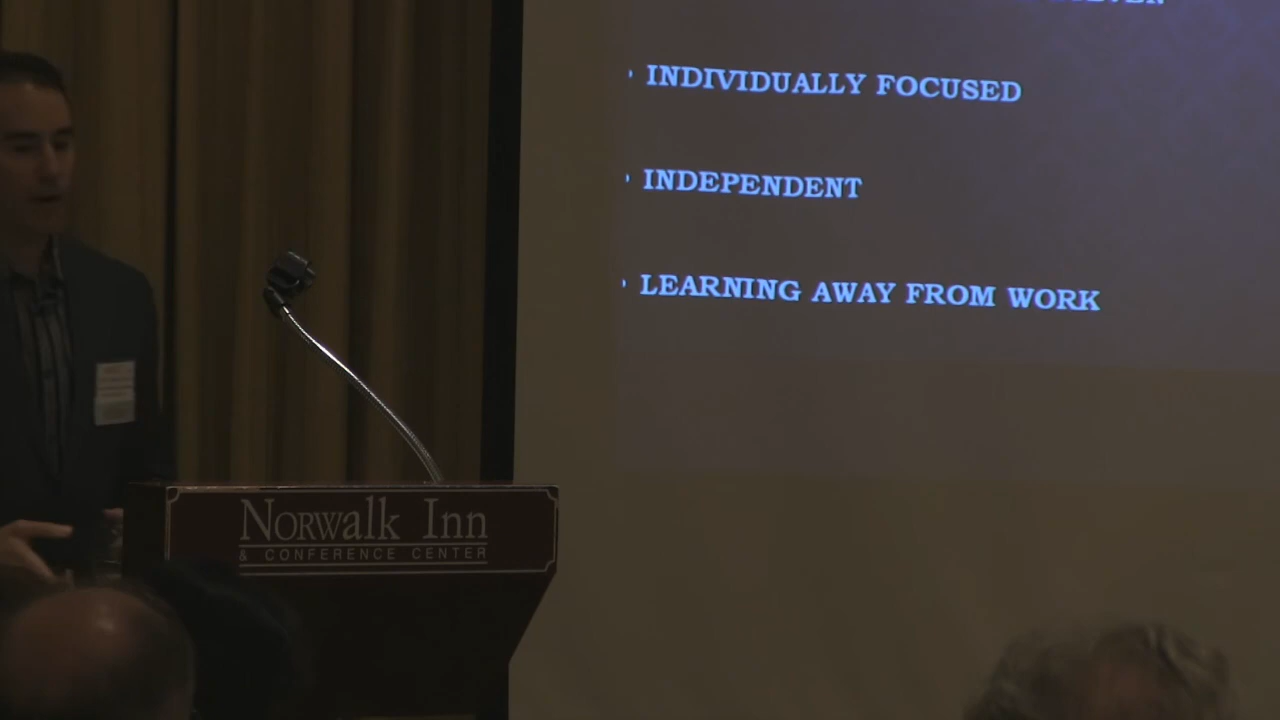 INDIVIDUALLY FOCUSED
INDEPENDENT
LEARNING AWAY FROM WORK
Norwalk Inn
& CONFERENCE CENTER